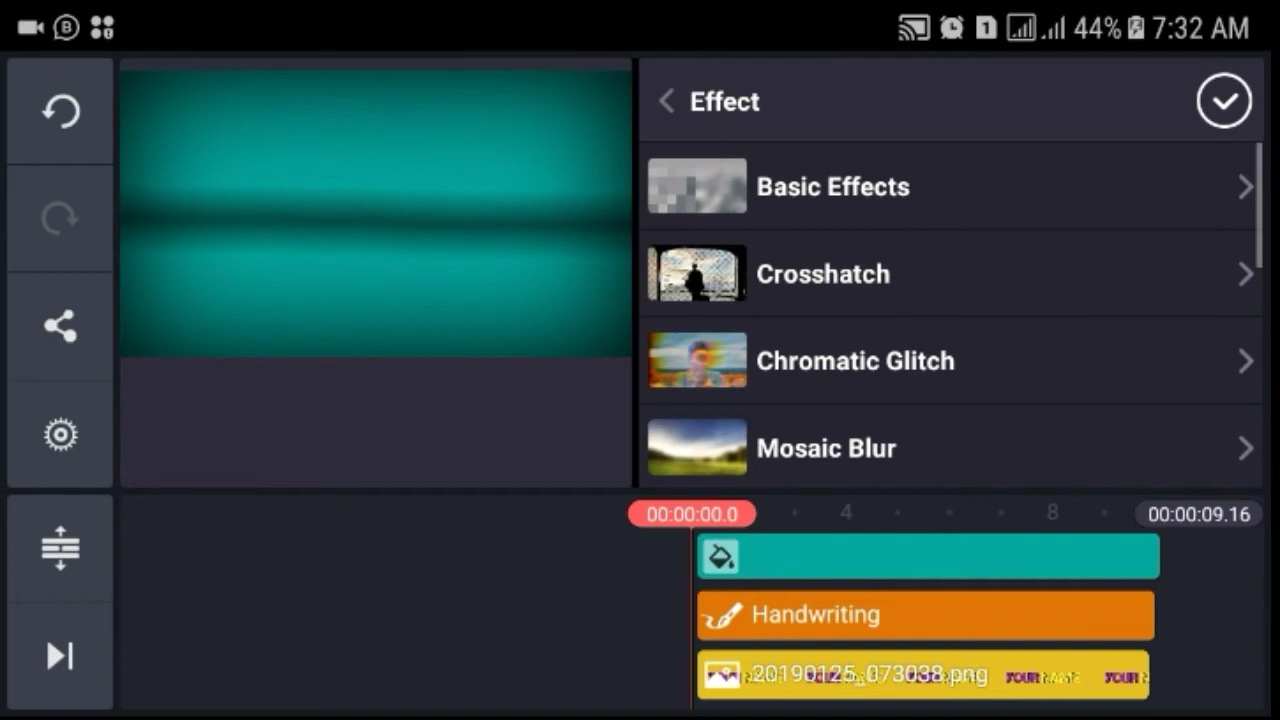 44% 7:32 AM
Effect
Basic Effects
Crosshatch
Chromatic Glitch
Mosaic Blur
00:00:00.0 4 8 00:00:09.16
Handwriting
20190125_073038.png
YOUR